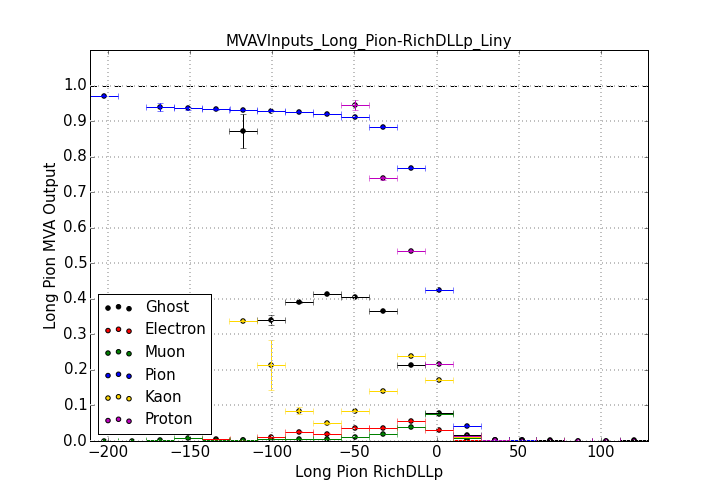 MVAVInputs_Long_Pion-RichDLLp_Liny
1.0
0.9
0.8
0.7
0.6
0.5
0.4
0.3
0.2
0.1
0.0
Long Pion MVA Output
Ghost
Electron
Muon
Pion
Kaon
Proton
−200 −150 −100 −50 0 50 100
Long Pion RichDLLp